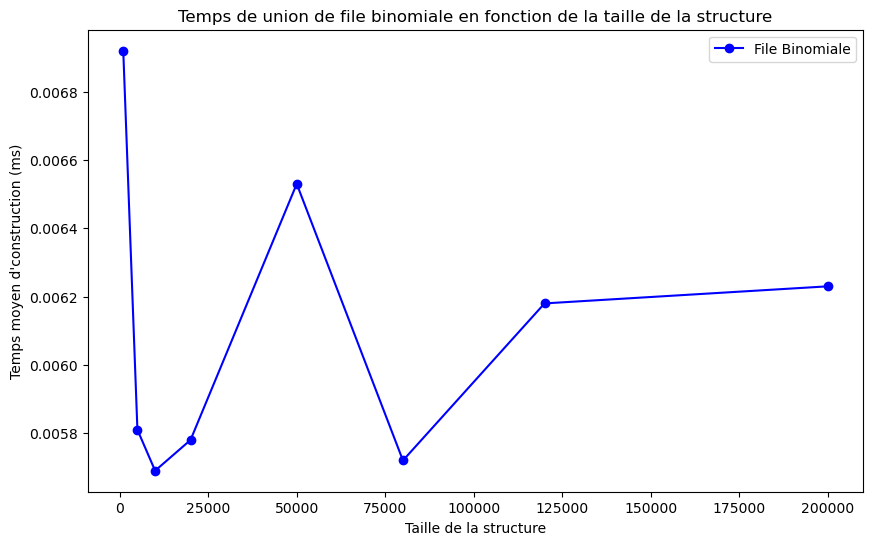 Temps de union de file binomiale en fonction de la taille de la structure
File Binomiale
Temps moyen d'construction (ms)
0.0068
0.0066
0.0064
0.0062
0.0060
0.0058
0 25000 50000 75000 100000 125000 150000 175000 200000
Taille de la structure